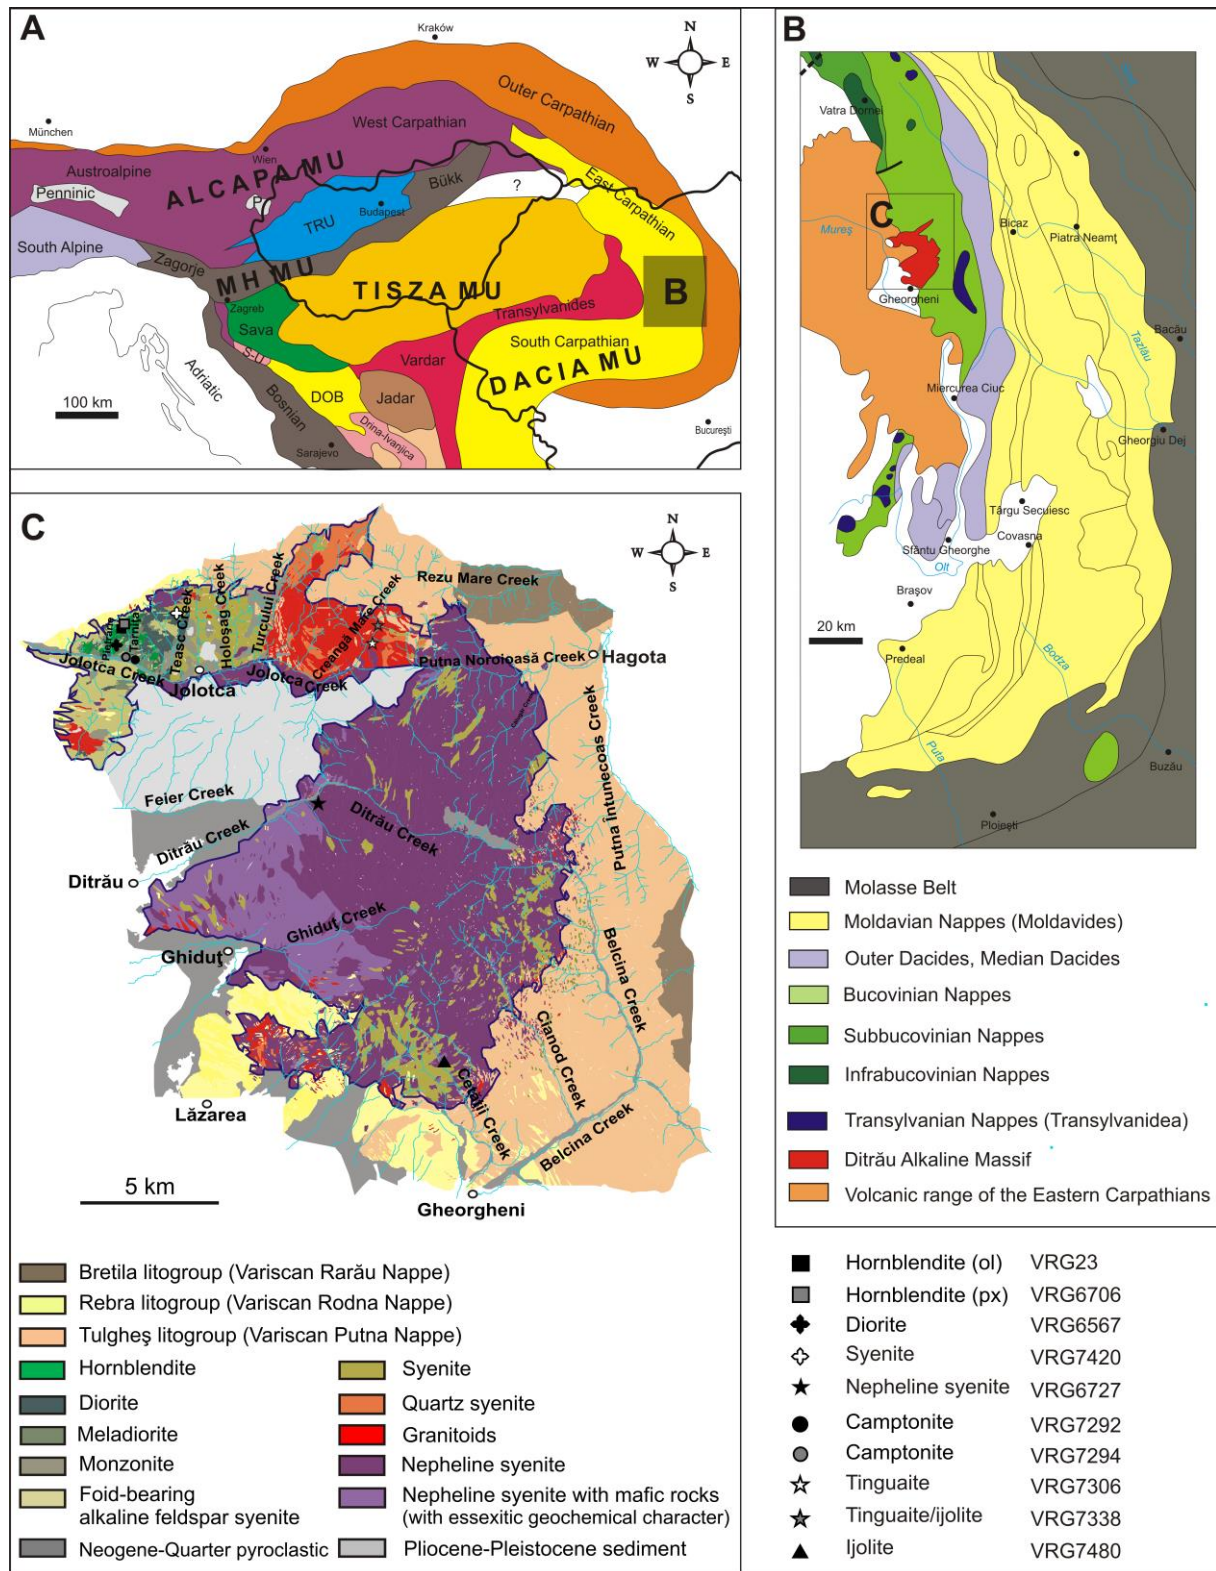 A
Kraków
N
W E
S
Outer Carpathian
München
West Carpathian
Wien
Austroalpine
ALCAPA MU
Penninic
P
Bükk
?
East Carpathian
TRU
Budapest
South Alpine
Zagorje
MH MU
TISZA MU
B
Zagreb
Transylvanides
Sava
South Carpathian
S-U
Vardar
DACIA MU
Adriatic
100 km
Bosnian
DOB
Jadar
Drina-Ivanjica
Bucureşti
Sarajevo
B
Vatra Dornei
C
Mureş
Bicaz
Piatra Neamţ
Gheorgheni
Tazlău
Bacău
Miercurea Ciuc
Gheorgiu Dej
Târgu Secuiesc
Covasna
Sfântu Gheorghe
Olt
Braşov
20 km
Predeal
Bodza
Puta
Buzău
Ploieşti
Molasse Belt
Moldavian Nappes (Moldavides)
Outer Dacides, Median Dacides
Bucovinian Nappes
Subbucovinian Nappes
Infrabucovinian Nappes
Transylvanian Nappes (Transylvanidea)
Ditrău Alkaline Massif
Volcanic range of the Eastern Carpathians
C
N
W E
S
Rezu Mare Creek
Turcului Creek
Holoşag Creek
Teasc Creek
Tarniţa
Pietrarie
Creangă Mare Creek
Jolotca Creek
Jolotca
Jolotca Creek
Putna Noroioasă Creek
Hagota
Putna Întunecoas Creek
Feier Creek
Ditrău Creek
Ditrău Creek
Ditrău
Ghiduţ Creek
Ghiduţ
Belcina Creek
Cianod Creek
Cetatii Creek
Lăzarea
Belcina Creek
5 km
Gheorgheni
Bretila litogroup (Variscan Rarău Nappe)
Rebra litogroup (Variscan Rodna Nappe)
Tulgheş litogroup (Variscan Putna Nappe)
Hornblendite
Diorite
Meladiorite
Monzonite
Foid-bearing
alkaline feldspar syenite
Neogene-Quarter pyroclastic
Syenite
Quartz syenite
Granitoids
Nepheline syenite
Nepheline syenite with mafic rocks
(with essexitic geochemical character)
Pliocene-Pleistocene sediment
Hornblendite (ol) VRG23
Hornblendite (px) VRG6706
Diorite VRG6567
Syenite VRG7420
Nepheline syenite VRG6727
Camptonite VRG7292
Camptonite VRG7294
Tinguaite VRG7306
Tinguaite/ijolite VRG7338
Ijolite VRG7480